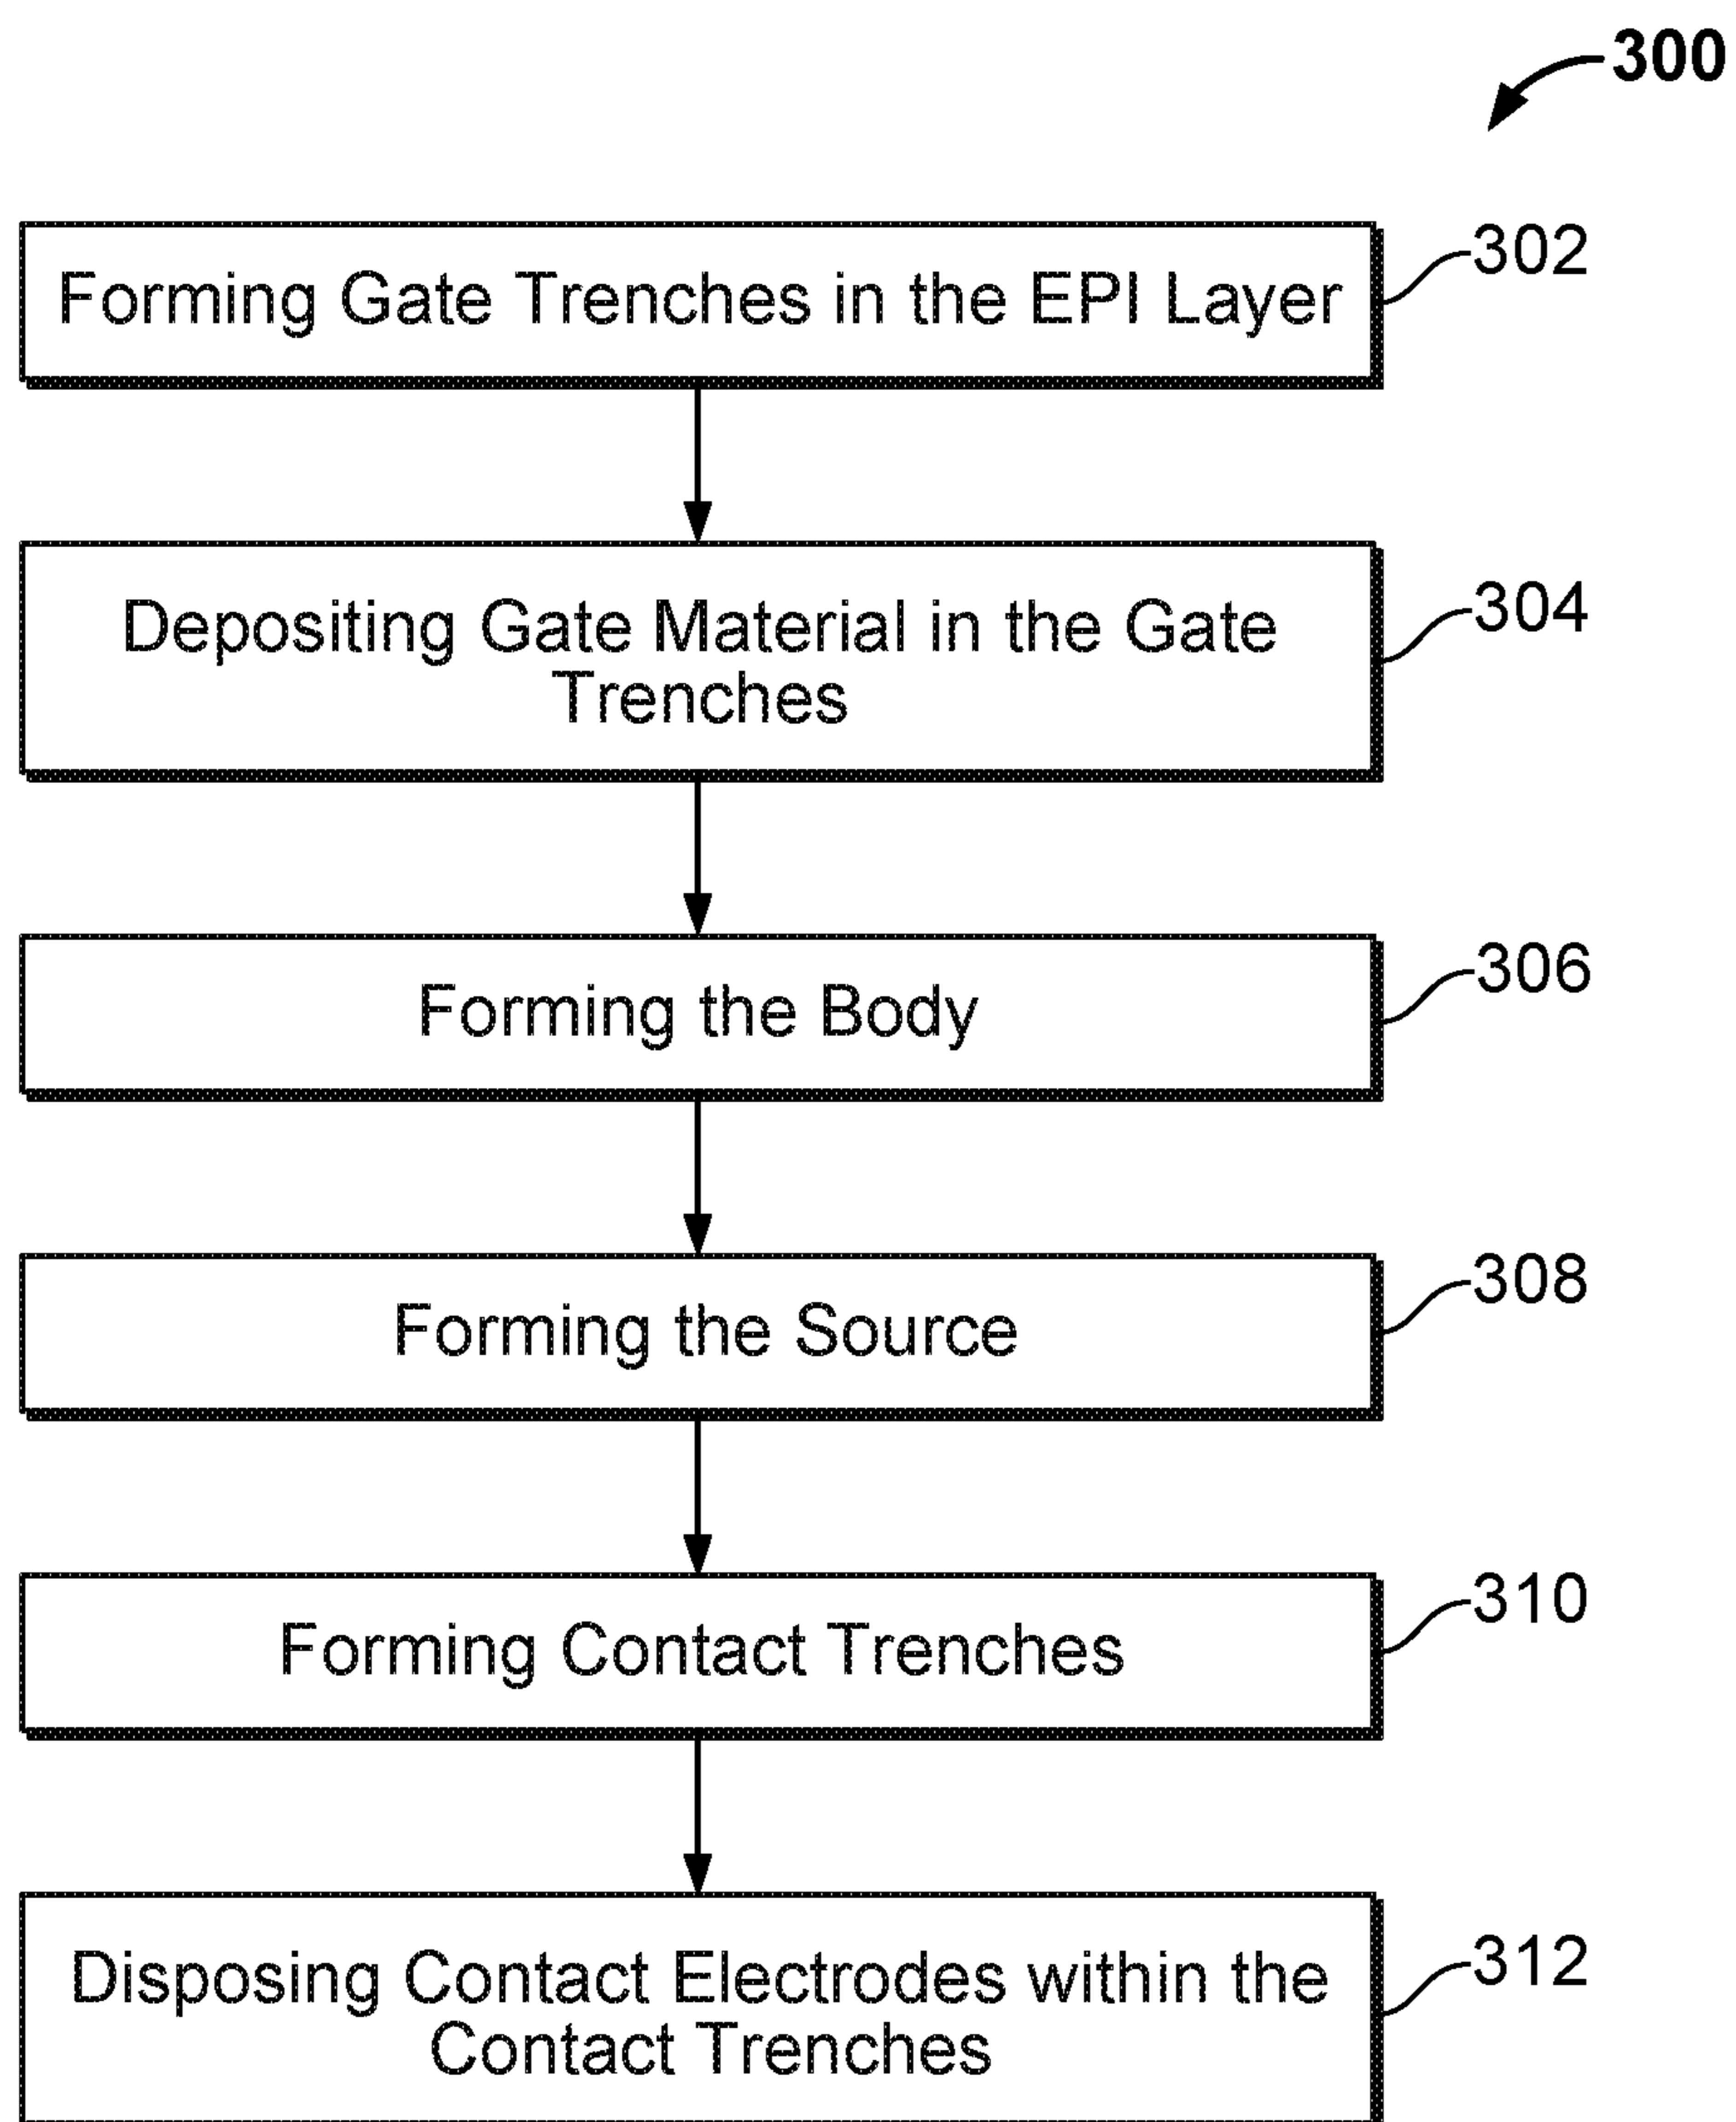 300
Forming Gate Trenches in the EPI Layer
302
Depositing Gate Material in the Gate
Trenches
304
Forming the Body
306
Forming the Source
308
Forming Contact Trenches
310
Disposing Contact Electrodes within the
Contact Trenches
312